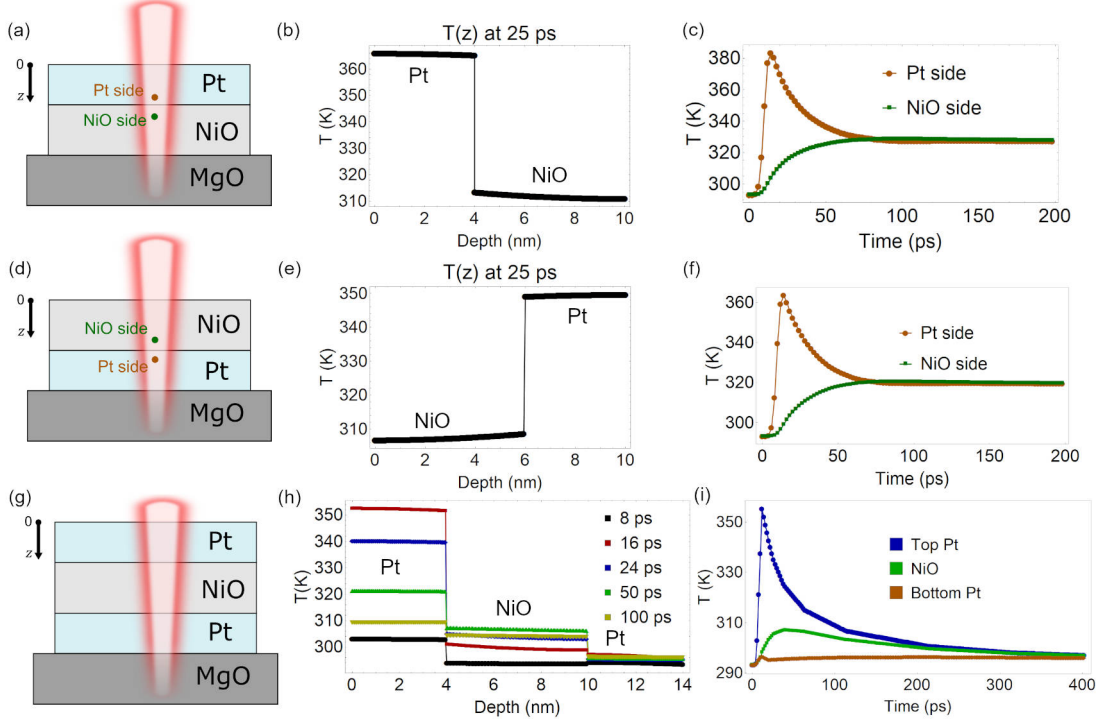 (a)
0
z
Pt side
NiO side
Pt
NiO
MgO
(b)
T(z) at 25 ps
T (K)
360
350
340
330
320
310
Pt
NiO
0 2 4 6 8 10
Depth (nm)
(c)
T (K)
380
360
340
320
300
Pt side
NiO side
0 50 100 150 200
Time (ps)
(d)
0
z
NiO side
Pt side
NiO
Pt
MgO
(e)
T(z) at 25 ps
T (K)
350
340
330
320
310
NiO
Pt
0 2 4 6 8 10
Depth (nm)
(f)
T (K)
360
340
320
300
Pt side
NiO side
0 50 100 150 200
Time (ps)
(g)
0
z
Pt
NiO
Pt
MgO
(h)
T(K)
350
340
330
320
310
300
Pt
NiO
Pt
8 ps
16 ps
24 ps
50 ps
100 ps
0 2 4 6 8 10 12 14
Depth (nm)
(i)
T (K)
350
330
310
290
Top Pt
NiO
Bottom Pt
0 100 200 300 400
Time (ps)